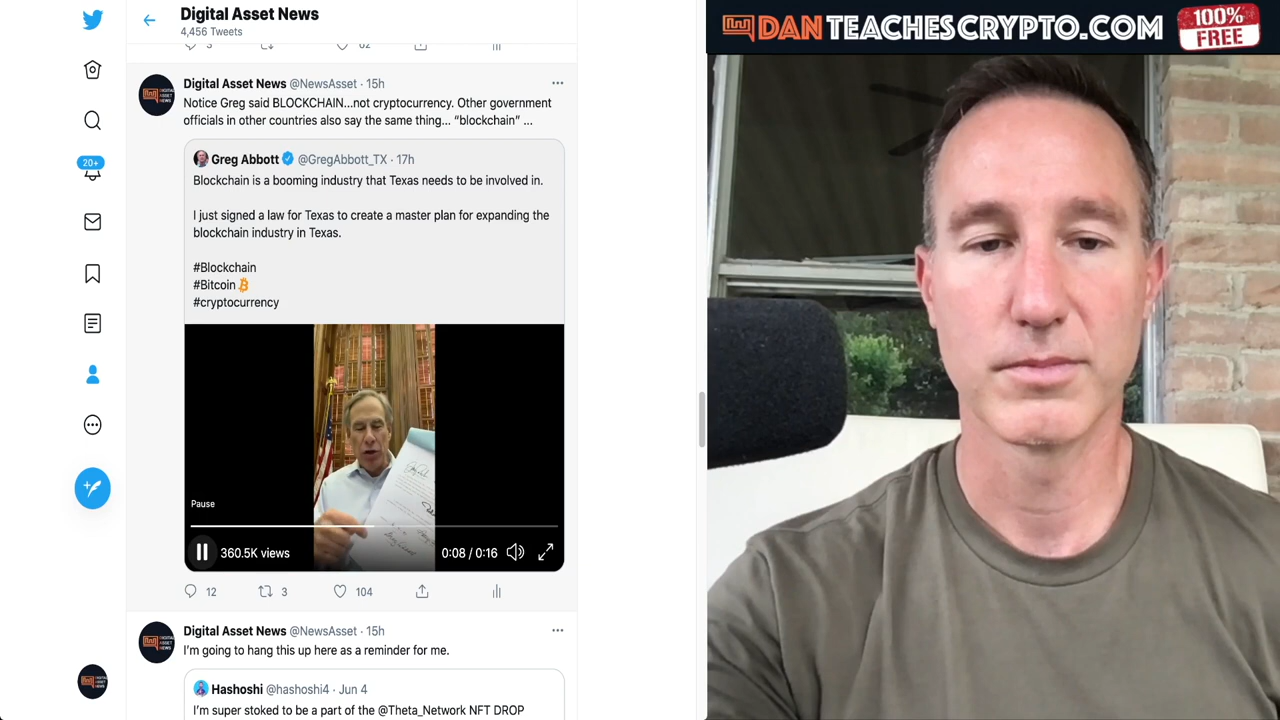 Digital Asset News
4,456 Tweets
3
62
Digital Asset News @NewsAsset · 15h
Notice Greg said BLOCKCHAIN...not cryptocurrency. Other government
officials in other countries also say the same thing... “blockchain” ...
Greg Abbott @GregAbbott_TX · 17h
Blockchain is a booming industry that Texas needs to be involved in.
I just signed a law for Texas to create a master plan for expanding the
blockchain industry in Texas.
#Blockchain
#Bitcoin
#cryptocurrency
Pause
360.5K views
0:08 / 0:16
12
3
104
Digital Asset News @NewsAsset · 15h
I’m going to hang this up here as a reminder for me.
Hashoshi @hashoshi4 · Jun 4
I’m super stoked to be a part of the @Theta_Network NFT DROP
20+
DANTEACHESCRYPTO.COM
100%
FREE